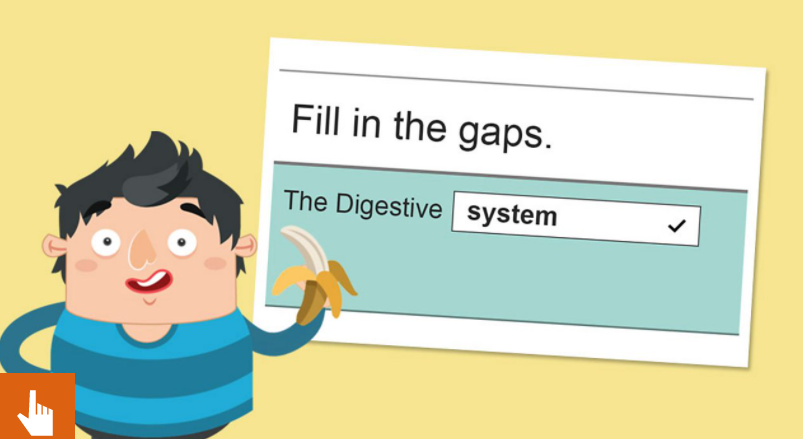 Fill in the gaps.
The Digestive system